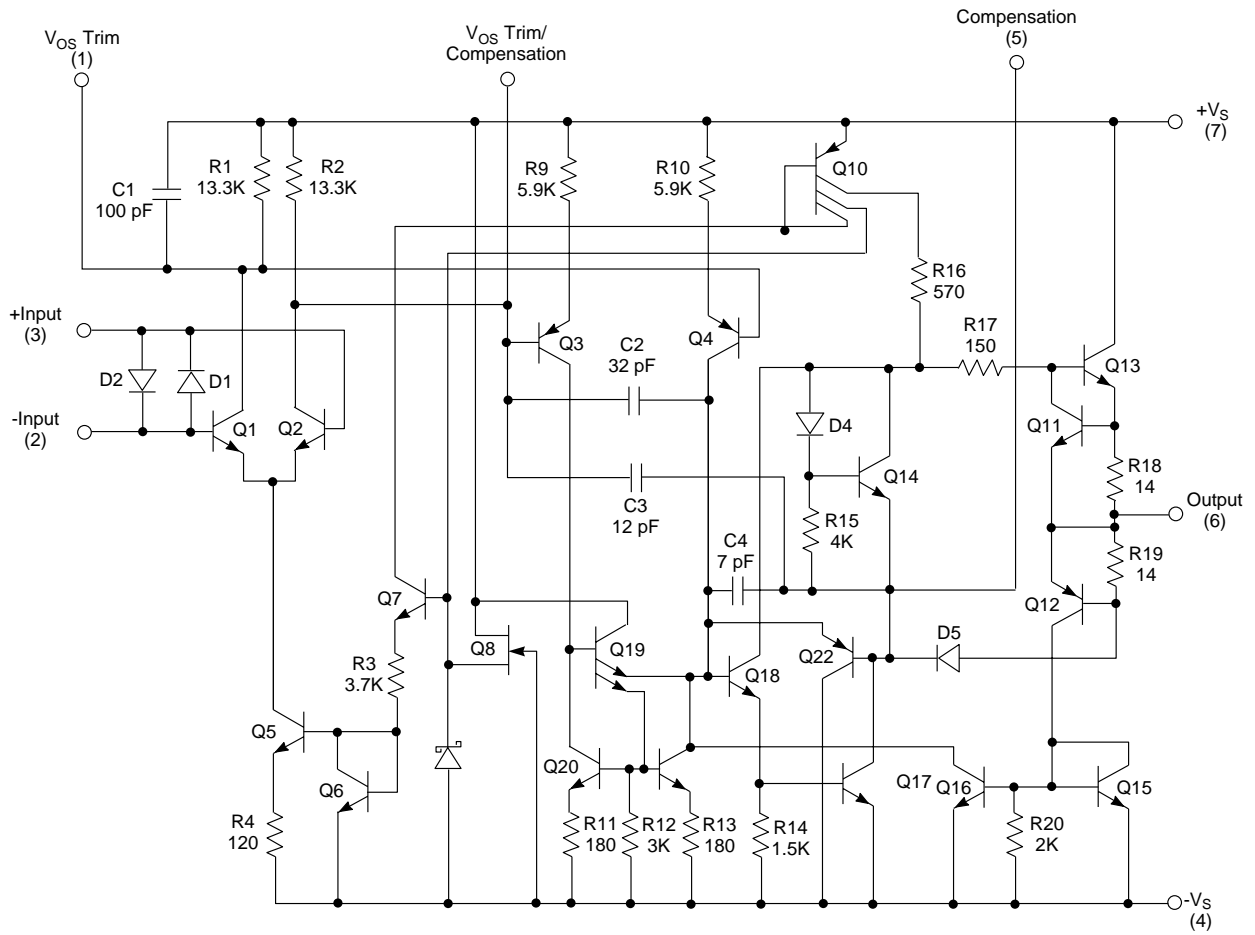 Compensation
(5)
V_OS Trim
(1)
V_OS Trim/
Compensation
+V_S
(7)
R1
13.3K
R2
13.3K
R9
5.9K
R10
5.9K
Q10
C1
100 pF
R16
570
+Input
(3)
R17
150
Q3
C2
32 pF
Q4
Q13
D2
D1
-Input
(2)
Q1
Q2
D4
Q11
R18
14
Q14
C3
12 pF
R15
4K
Output
(6)
C4
7 pF
R19
14
Q7
Q12
Q8
Q19
D5
R3
3.7K
Q18
Q22
Q5
Q20
Q17
Q16
Q15
Q6
R4
120
R11
180
R12
3K
R13
180
R14
1.5K
R20
2K
-V_S
(4)